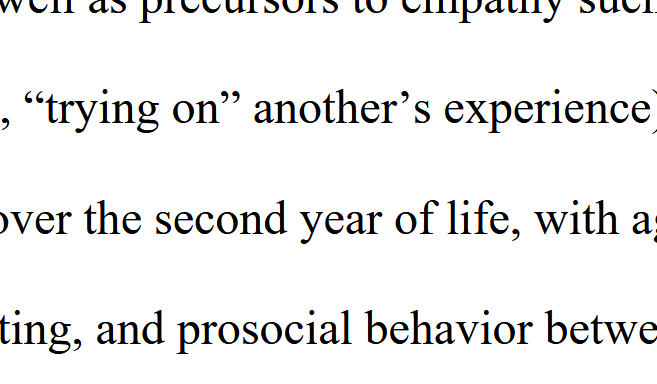 well as precursors to empathy such
, “trying on” another’s experience)
over the second year of life, with
ting, and prosocial behavior betwe